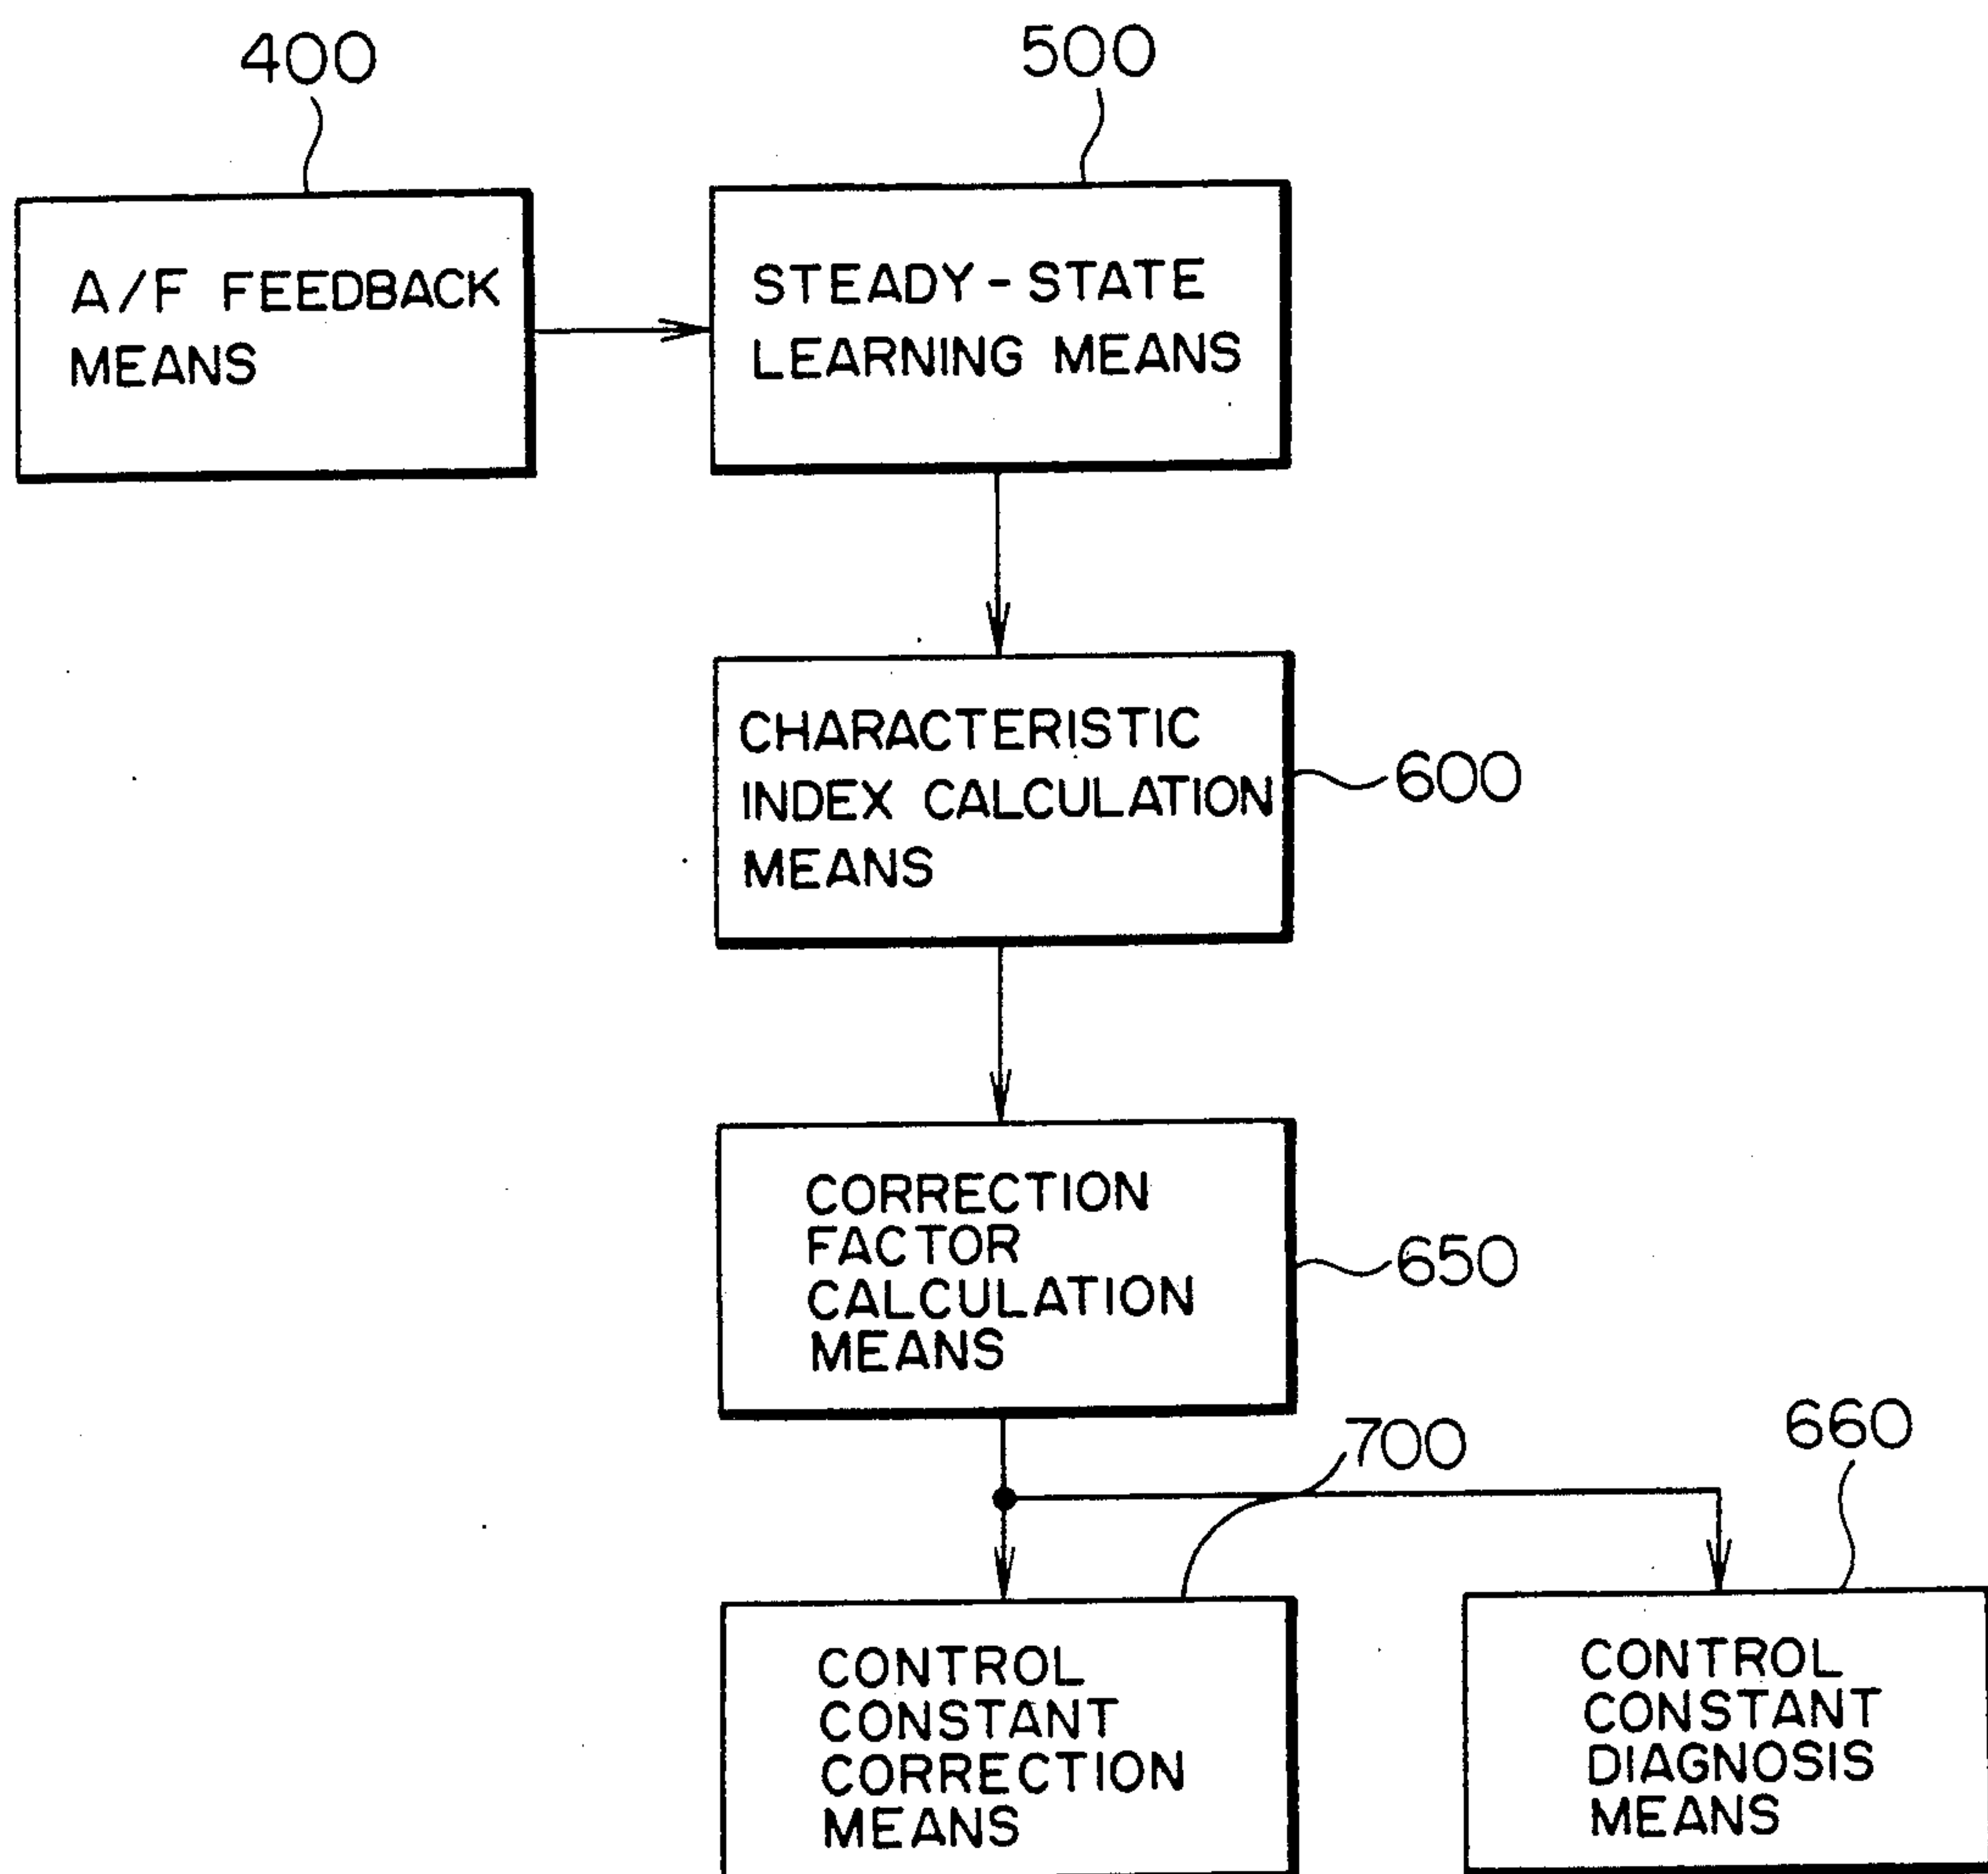 400
500
A/F FEEDBACK
MEANS
STEADY-STATE
LEARNING MEANS
CHARACTERISTIC
INDEX CALCULATION
MEANS
600
CORRECTION
FACTOR
CALCULATION
MEANS
650
700
660
CONTROL
CONSTANT
CORRECTION
MEANS
CONTROL
CONSTANT
DIAGNOSIS
MEANS